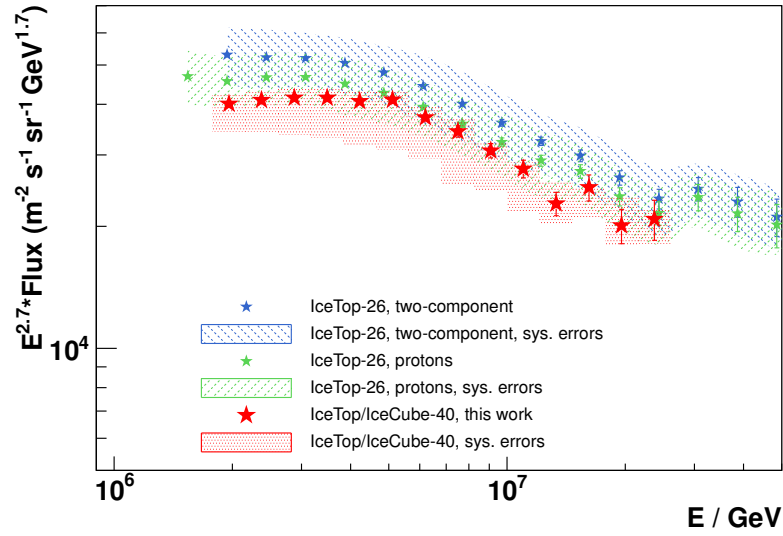 E^2.7*Flux (m^-2 s^-1 sr^-1 GeV^1.7)
10^4
IceTop-26, two-component
IceTop-26, two-component, sys. errors
IceTop-26, protons
IceTop-26, protons, sys. errors
IceTop/IceCube-40, this work
IceTop/IceCube-40, sys. errors
10^6
10^7
E / GeV